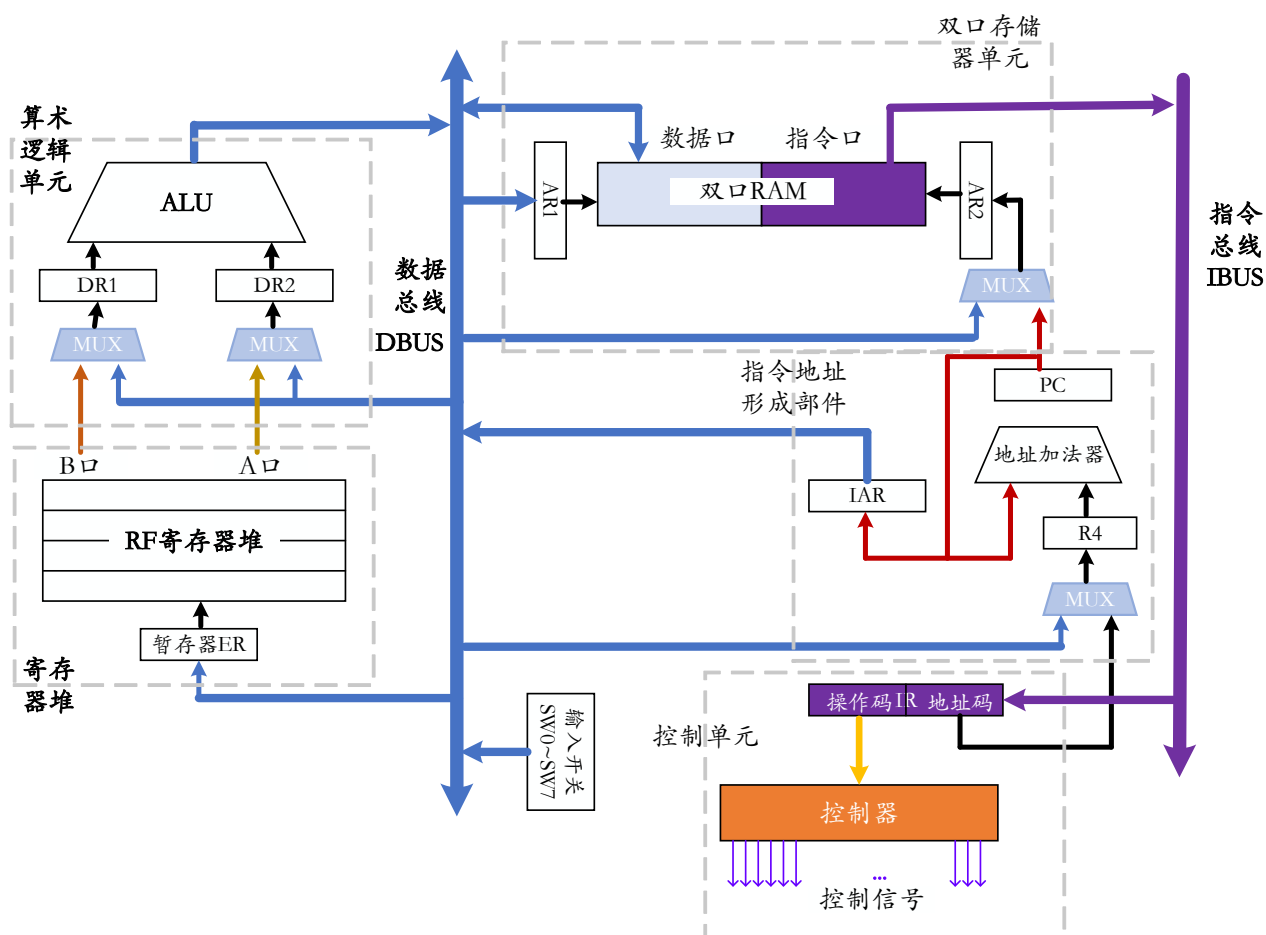 双口存储
器单元
算术
逻辑
单元
ALU
DR1
DR2
MUX
MUX
数据
总线
DBUS
数据口
指令口
AR1
双口RAM
AR2
MUX
指令
总线
IBUS
指令地址
形成部件
PC
地址加法器
IAR
R4
MUX
B口
A口
RF寄存器堆
暂存器ER
寄存
器堆
输入开关
SW0~SW7
控制单元
操作码IR 地址码
控制器
...
控制信号